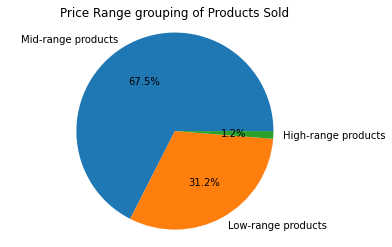 Price Range grouping of Products Sold
Mid-range products
67.5%
1.2%
High-range products
31.2%
Low-range products